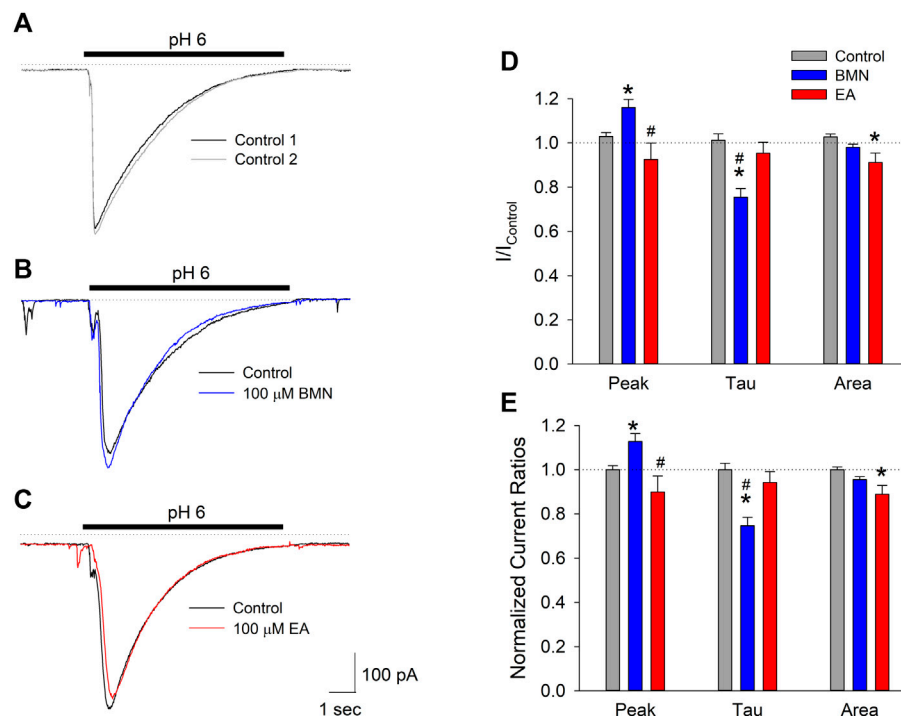 A
pH 6
Control 1
Control 2
B
pH 6
Control
100 μM BMN
C
pH 6
Control
100 μM EA
100 pA
1 sec
D
Control
BMN
EA
I/IControl
1.2
1.0
0.8
0.6
0.4
0.2
0.0
* # # * *
Peak Tau Area
E
Normalized Current Ratios
1.2
1.0
0.8
0.6
0.4
0.2
0.0
* # # * *
Peak Tau Area